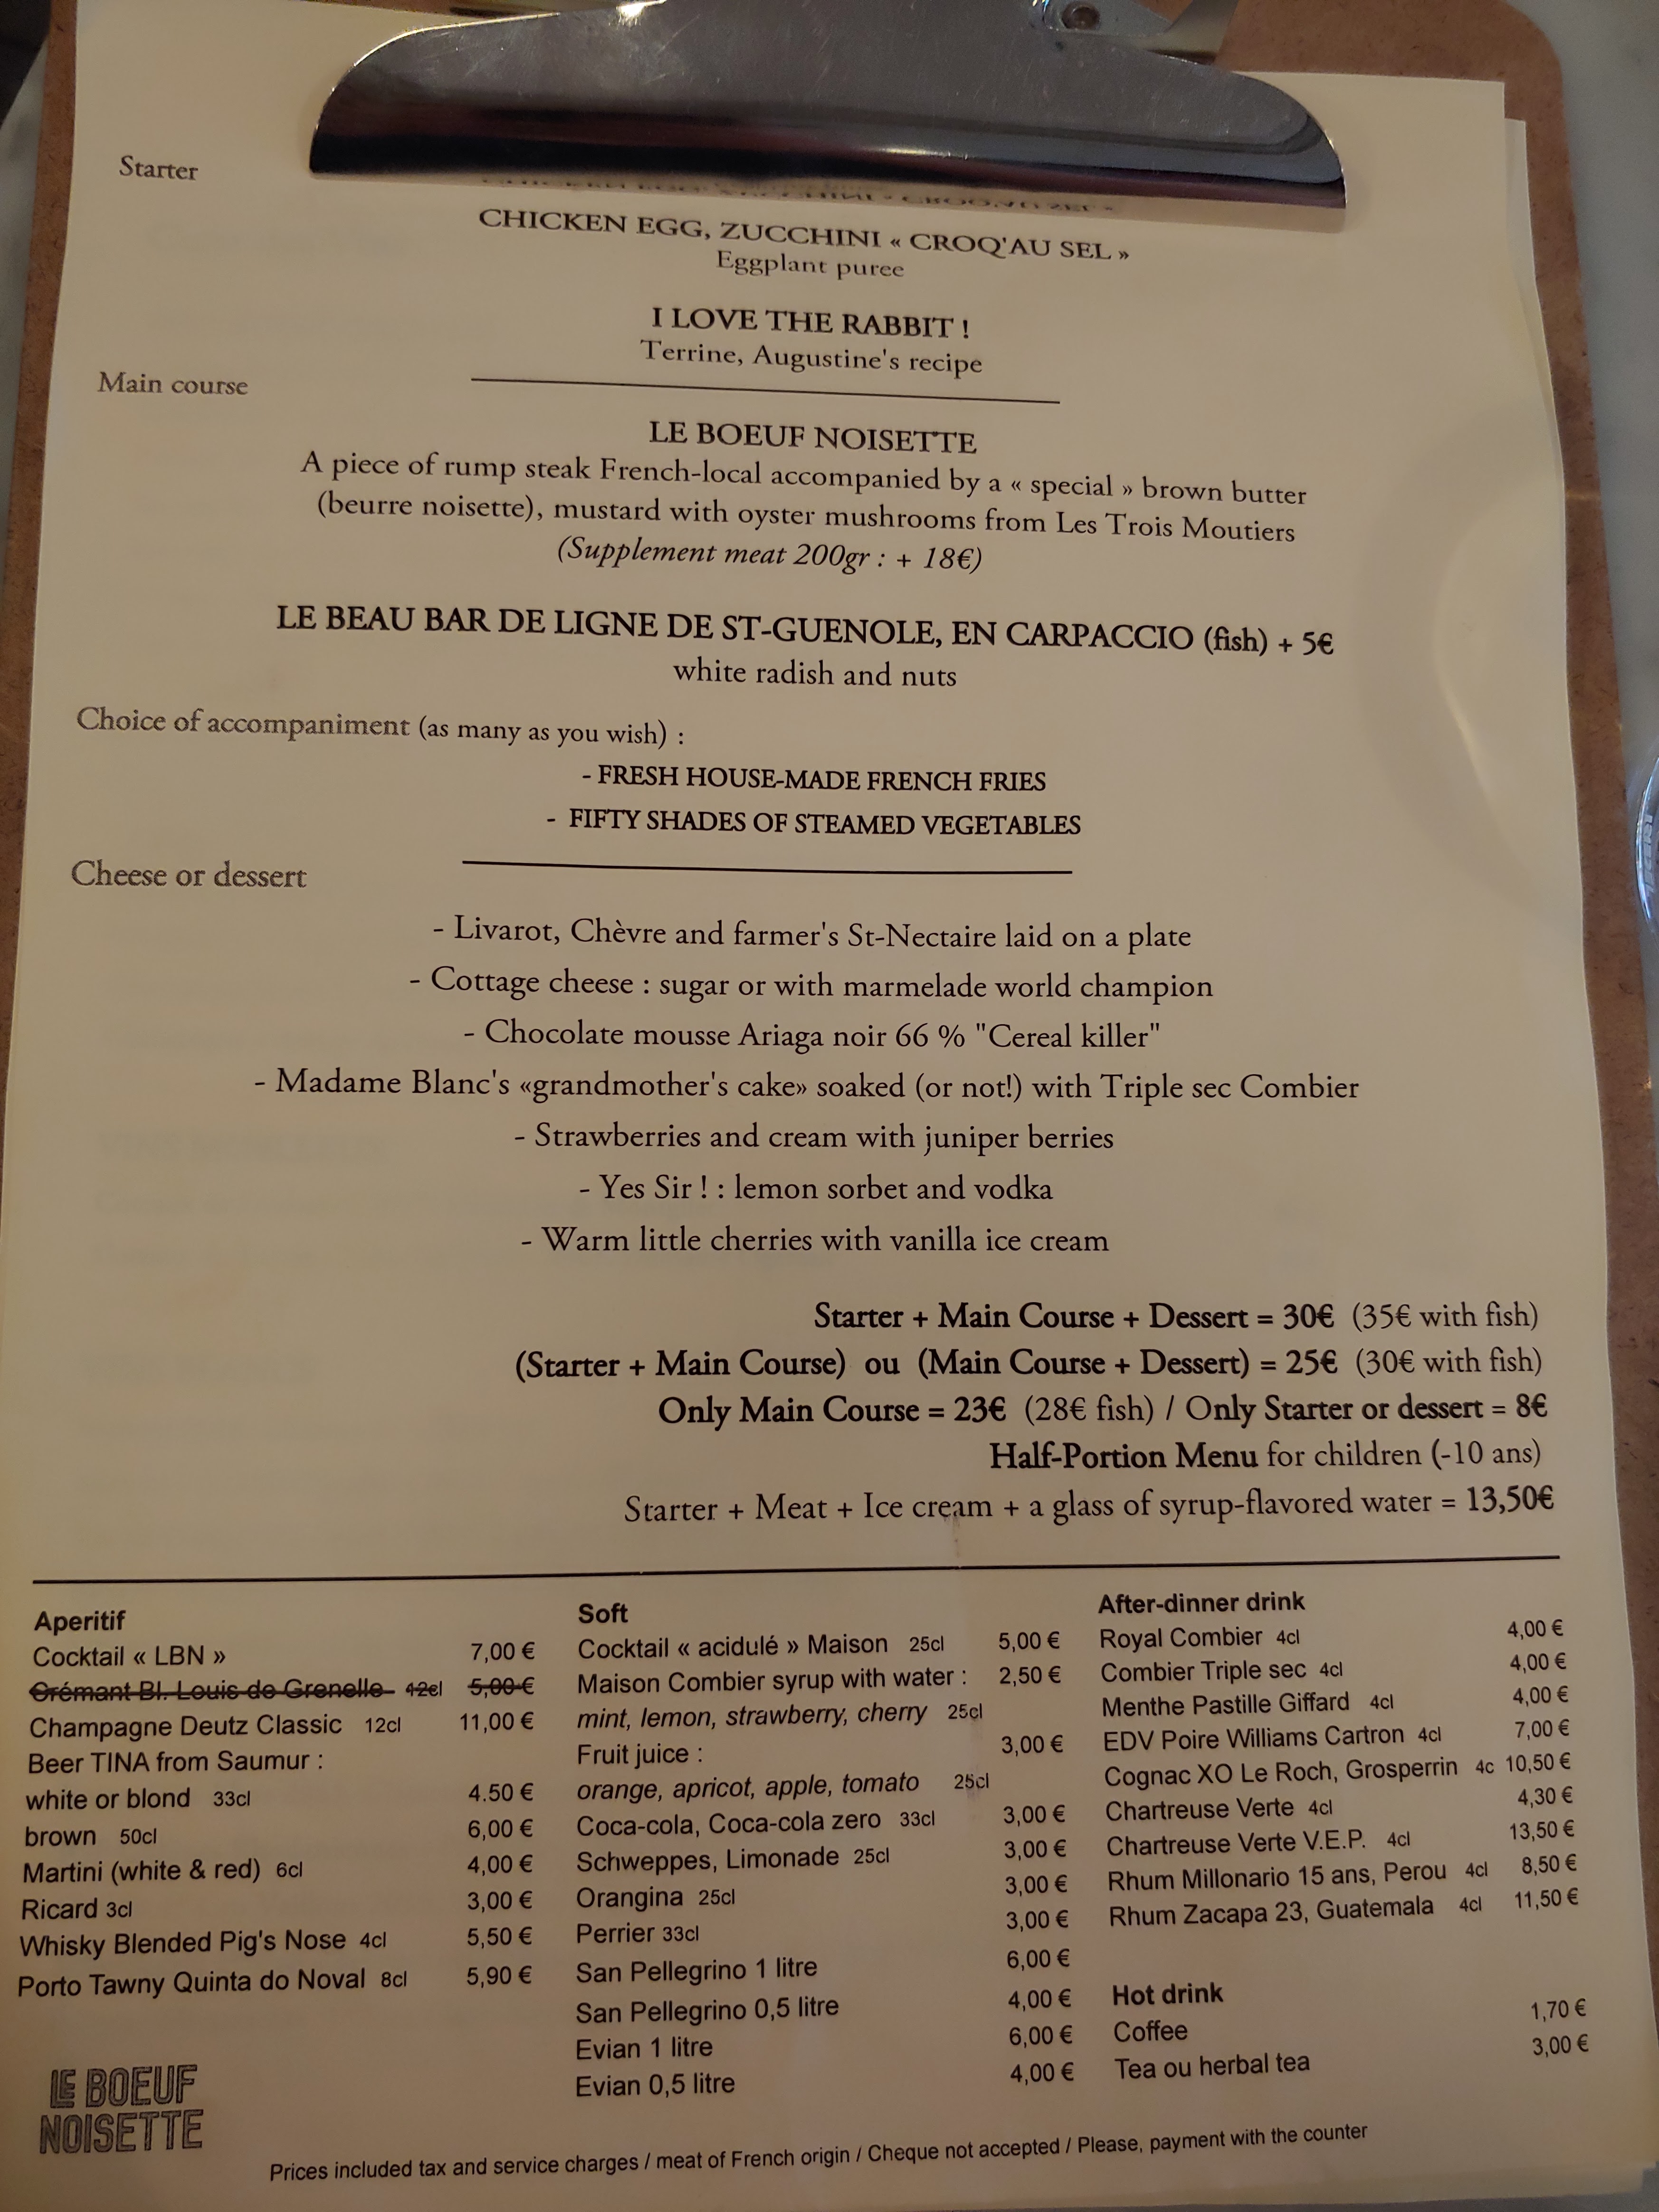 Starter
CHICKEN EGG, ZUCCHINI « CROQ'AU SEL »
Eggplant puree
I LOVE THE RABBIT !
Terrine, Augustine's recipe
Main course
LE BOEUF NOISETTE
A piece of rump steak French-local accompanied by a « special » brown butter
(beurre noisette), mustard with oyster mushrooms from Les Trois Moutiers
(Supplement meat 200gr : + 18€)
LE BEAU BAR DE LIGNE DE ST-GUENOLE, EN CARPACCIO (fish) + 5€
white radish and nuts
Choice of accompaniment (as many as you wish) :
- FRESH HOUSE-MADE FRENCH FRIES
- FIFTY SHADES OF STEAMED VEGETABLES
Cheese or dessert
- Livarot, Chèvre and farmer's St-Nectaire laid on a plate
- Cottage cheese : sugar or with marmelade world champion
- Chocolate mousse Ariaga noir 66 % "Cereal killer"
- Madame Blanc's «grandmother's cake» soaked (or not!) with Triple sec Combier
- Strawberries and cream with juniper berries
- Yes Sir ! : lemon sorbet and vodka
- Warm little cherries with vanilla ice cream
Starter + Main Course + Dessert = 30€ (35€ with fish)
(Starter + Main Course) ou (Main Course + Dessert) = 25€ (30€ with fish)
Only Main Course = 23€ (28€ fish) / Only Starter or dessert = 8€
Half-Portion Menu for children (-10 ans)
Starter + Meat + Ice cream + a glass of syrup-flavored water = 13,50€
Aperitif
Cocktail « LBN » 7,00 €
Crémant Bl. Louis de Grenelle 12cl 5,00 €
Champagne Deutz Classic 12cl 11,00 €
Beer TINA from Saumur :
white or blond 33cl 4.50 €
brown 50cl 6,00 €
Martini (white & red) 6cl 4,00 €
Ricard 3cl 3,00 €
Whisky Blended Pig's Nose 4cl 5,50 €
Porto Tawny Quinta do Noval 8cl 5,90 €
LE BOEUF
NOISETTE
Soft
Cocktail « acidulé » Maison 25cl 5,00 €
Maison Combier syrup with water : 2,50 €
mint, lemon, strawberry, cherry 25cl
Fruit juice : 3,00 €
orange, apricot, apple, tomato 25cl
Coca-cola, Coca-cola zero 33cl 3,00 €
Schweppes, Limonade 25cl 3,00 €
Orangina 25cl 3,00 €
Perrier 33cl 3,00 €
San Pellegrino 1 litre 6,00 €
San Pellegrino 0,5 litre 4,00 €
Evian 1 litre 6,00 €
Evian 0,5 litre 4,00 €
After-dinner drink
Royal Combier 4cl 4,00 €
Combier Triple sec 4cl 4,00 €
Menthe Pastille Giffard 4cl 4,00 €
EDV Poire Williams Cartron 4cl 7,00 €
Cognac XO Le Roch, Grosperrin 4c 10,50 €
Chartreuse Verte 4cl 4,30 €
Chartreuse Verte V.E.P. 4cl 13,50 €
Rhum Millonario 15 ans, Perou 4cl 8,50 €
Rhum Zacapa 23, Guatemala 4cl 11,50 €
Hot drink
Coffee 1,70 €
Tea ou herbal tea 3,00 €
Prices included tax and service charges / meat of French origin / Cheque not accepted / Please, payment with the counter